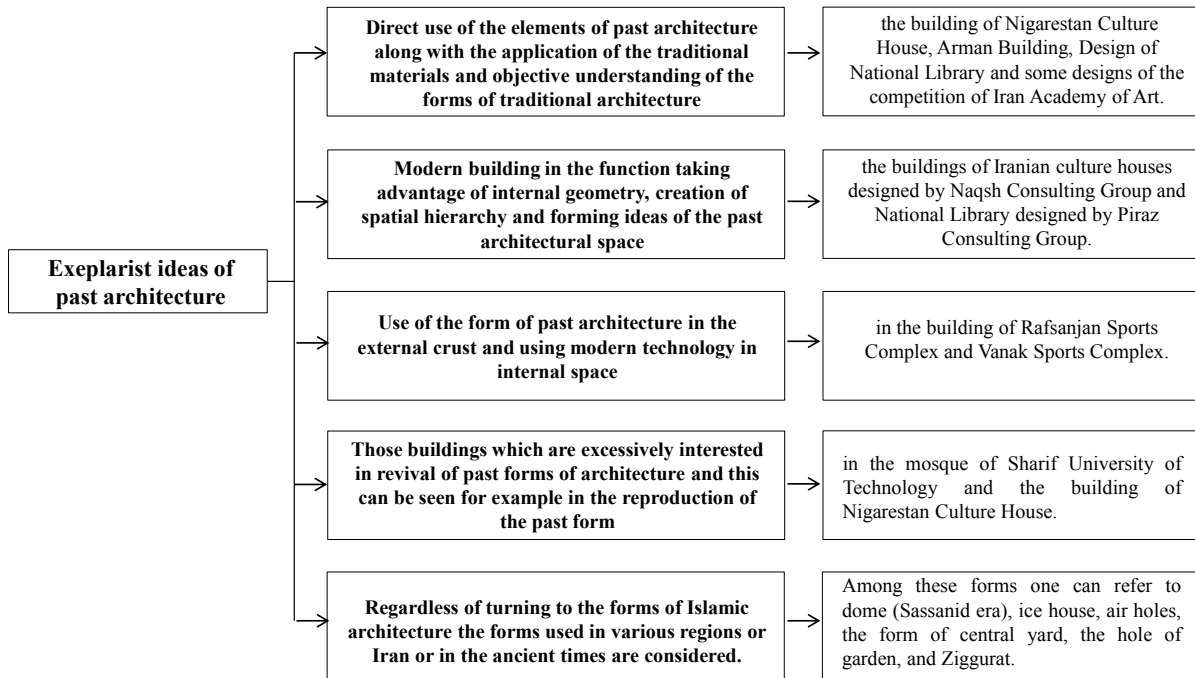 Exeplarist ideas of
past architecture
Direct use of the elements of past architecture
along with the application of the traditional
materials and objective understanding of the
forms of traditional architecture
the building of Nigarestan Culture
House, Arman Building, Design of
National Library and some designs of the
competition of Iran Academy of Art.
Modern building in the function taking
advantage of internal geometry, creation of
spatial hierarchy and forming ideas of the past
architectural space
the buildings of Iranian culture houses
designed by Naqsh Consulting Group and
National Library designed by Piraz
Consulting Group.
Use of the form of past architecture in the
external crust and using modern technology in
internal space
in the building of Rafsanjan Sports
Complex and Vanak Sports Complex.
Those buildings which are excessively interested
in revival of past forms of architecture and this
can be seen for example in the reproduction of
the past form
in the mosque of Sharif University of
Technology and the building of
Nigarestan Culture House.
Regardless of turning to the forms of Islamic
architecture the forms used in various regions or
Iran or in the ancient times are considered.
Among these forms one can refer to
dome (Sassanid era), ice house, air holes,
the form of central yard, the hole of
garden, and Ziggurat.